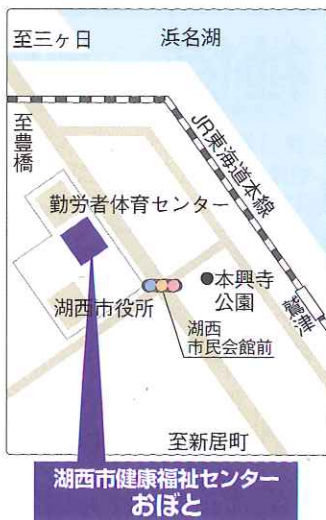 至三ヶ日
浜名湖
至豊橋
JR東海道本線
勤労者体育センター
本興寺
公園
鷲津
湖西市役所
湖西
市民会館前
至新居町
湖西市健康福祉センター
おぼと